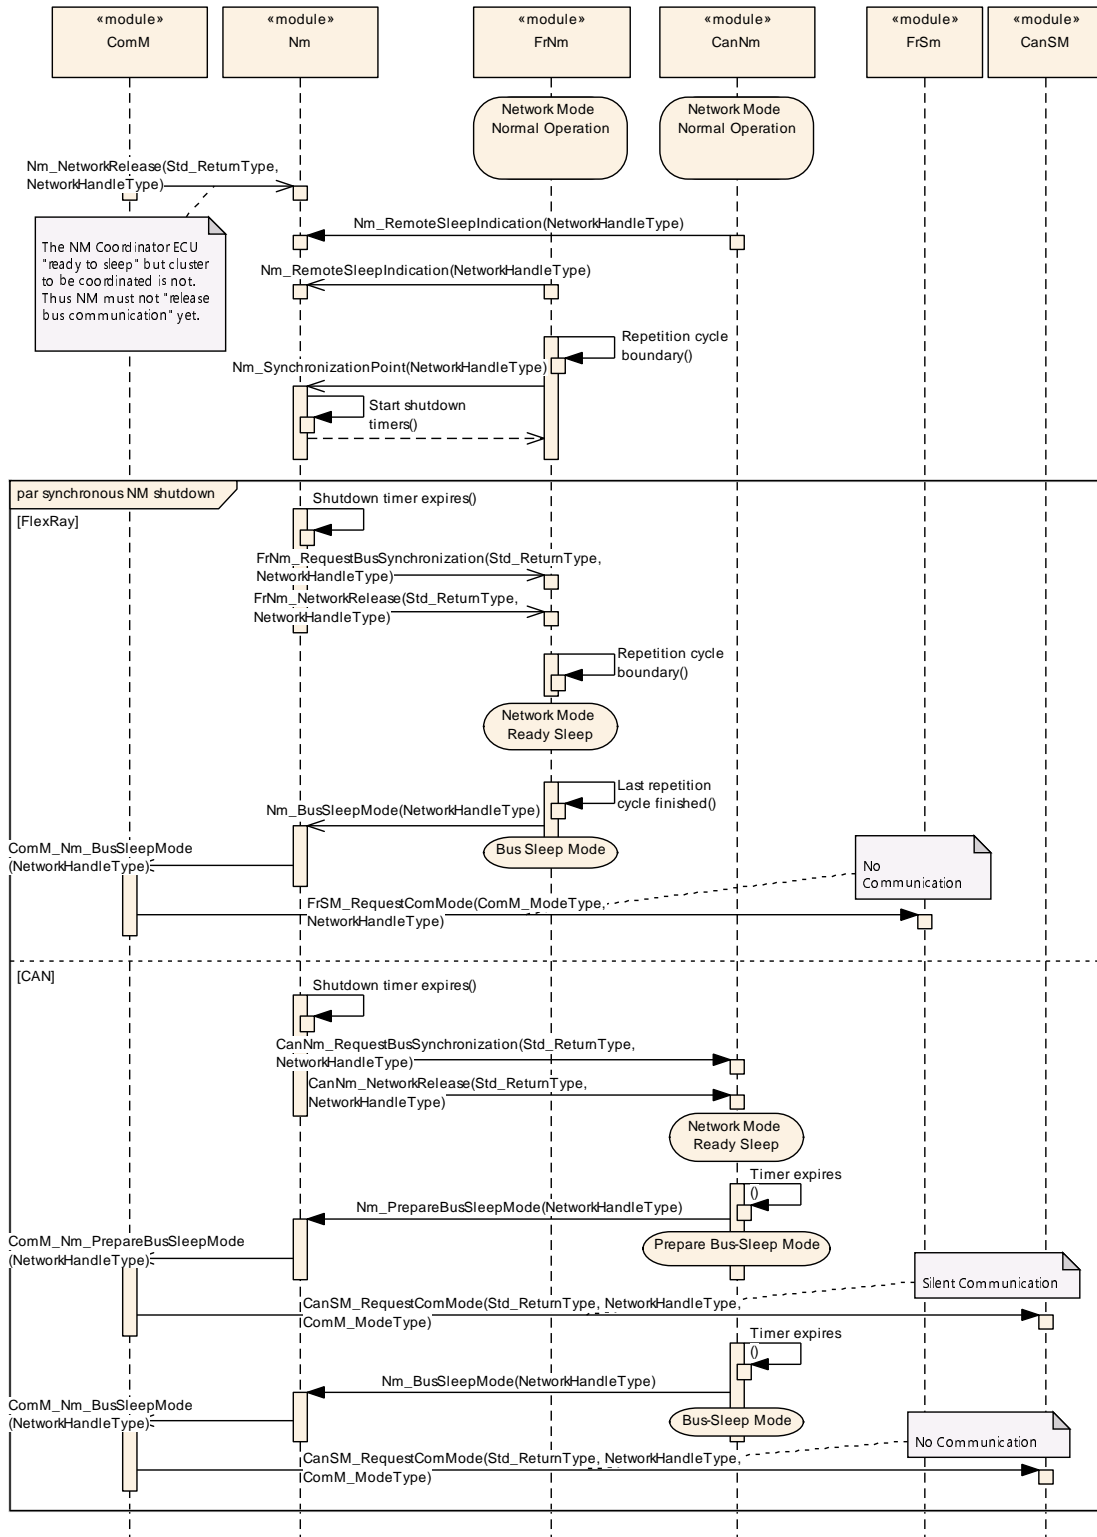 «module»
ComM
«module»
Nm
«module»
FrNm
«module»
CanNm
«module»
FrSm
«module»
CanSM
Network Mode
Normal Operation
Network Mode
Normal Operation
Nm_NetworkRelease(Std_ReturnType,
NetworkHandleType)
The NM Coordinator ECU
"ready to sleep" but cluster
to be coordinated is not.
Thus NM must not "release
bus communication" yet.
Nm_RemoteSleepIndication(NetworkHandleType)
Nm_RemoteSleepIndication(NetworkHandleType)
Repetition cycle
boundary()
Nm_SynchronizationPoint(NetworkHandleType)
Start shutdown
timers()
par synchronous NM shutdown
[FlexRay]
Shutdown timer expires()
FrNm_RequestBusSynchronization(Std_ReturnType,
NetworkHandleType)
FrNm_NetworkRelease(Std_ReturnType,
NetworkHandleType)
Repetition cycle
boundary()
Network Mode
Ready Sleep
Last repetition
cycle finished()
Nm_BusSleepMode(NetworkHandleType)
Bus Sleep Mode
ComM_Nm_BusSleepMode
(NetworkHandleType)
No
Communication
FrSM_RequestComMode(ComM_ModeType,
NetworkHandleType)
[CAN]
Shutdown timer expires()
CanNm_RequestBusSynchronization(Std_ReturnType,
NetworkHandleType)
CanNm_NetworkRelease(Std_ReturnType,
NetworkHandleType)
Network Mode
Ready Sleep
Timer expires
()
Nm_PrepareBusSleepMode(NetworkHandleType)
Prepare Bus-Sleep Mode
ComM_Nm_PrepareBusSleepMode
(NetworkHandleType)
Silent Communication
CanSM_RequestComMode(Std_ReturnType, NetworkHandleType,
ComM_ModeType)
Timer expires
()
Nm_BusSleepMode(NetworkHandleType)
Bus-Sleep Mode
ComM_Nm_BusSleepMode
(NetworkHandleType)
No Communication
CanSM_RequestComMode(Std_ReturnType, NetworkHandleType,
ComM_ModeType)